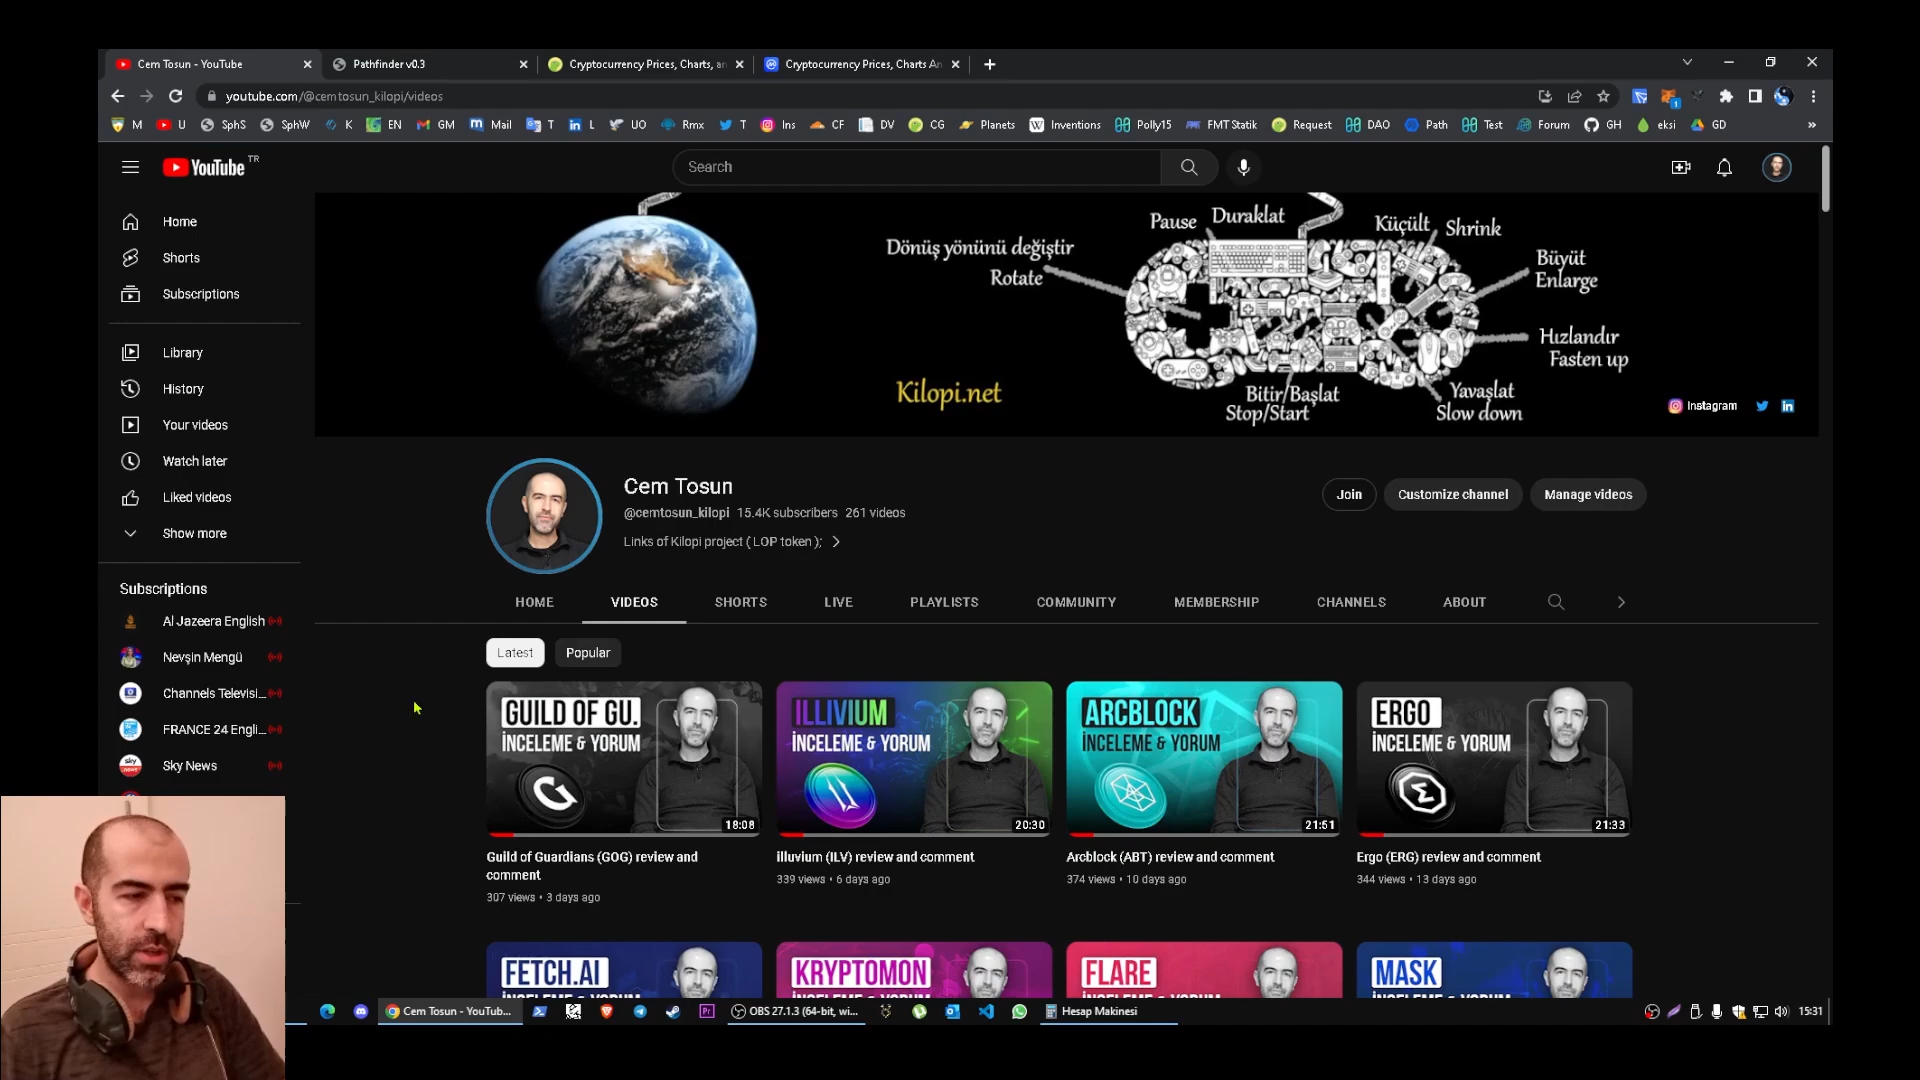 Cem Tosun - YouTube
Pathfinder v0.3
Cryptocurrency Prices, Charts, an
Cryptocurrency Prices, Charts An
youtube.com/@cemtosun_kilopi/videos
M U SphS SphW K EN GM Mail T L UO Rmx T Ins CF DV CG Planets Inventions Polly15 FMT Statik Request DAO Path Test Forum GH eksi GD »
YouTube TR
Search
Home
Shorts
Subscriptions
Library
History
Your videos
Watch later
Liked videos
Show more
Subscriptions
Al Jazeera English
Nevşin Mengü
Channels Televisi...
FRANCE 24 Engli...
Sky News
Pause Duraklat
Küçült Shrink
Dönüş yönünü değiştir
Rotate
Büyüt
Enlarge
Hızlandır
Fasten up
Kilopi.net
Bitir/Başlat
Stop/Start
Yavaşlat
Slow down
Instagram
Cem Tosun
@cemtosun_kilopi 15.4K subscribers 261 videos
Links of Kilopi project ( LOP token );
Join
Customize channel
Manage videos
HOME VIDEOS SHORTS LIVE PLAYLISTS COMMUNITY MEMBERSHIP CHANNELS ABOUT
Latest
Popular
GUILD OF GU.
İNCELEME & YORUM
18:08
Guild of Guardians (GOG) review and
comment
307 views • 3 days ago
ILLIVIUM
İNCELEME & YORUM
20:30
illuvium (ILV) review and comment
339 views • 6 days ago
ARCBLOCK
İNCELEME & YORUM
21:51
Arcblock (ABT) review and comment
374 views • 10 days ago
ERGO
İNCELEME & YORUM
21:33
Ergo (ERG) review and comment
344 views • 13 days ago
FETCH.AI
İNCELEME & YORUM
KRYPTOMON
İNCELEME & YORUM
FLARE
İNCELEME & YORUM
MASK
İNCELEME & YORUM
Cem Tosun - YouTub...
OBS 27.1.3 (64-bit, wi...
Hesap Makinesi
15:31